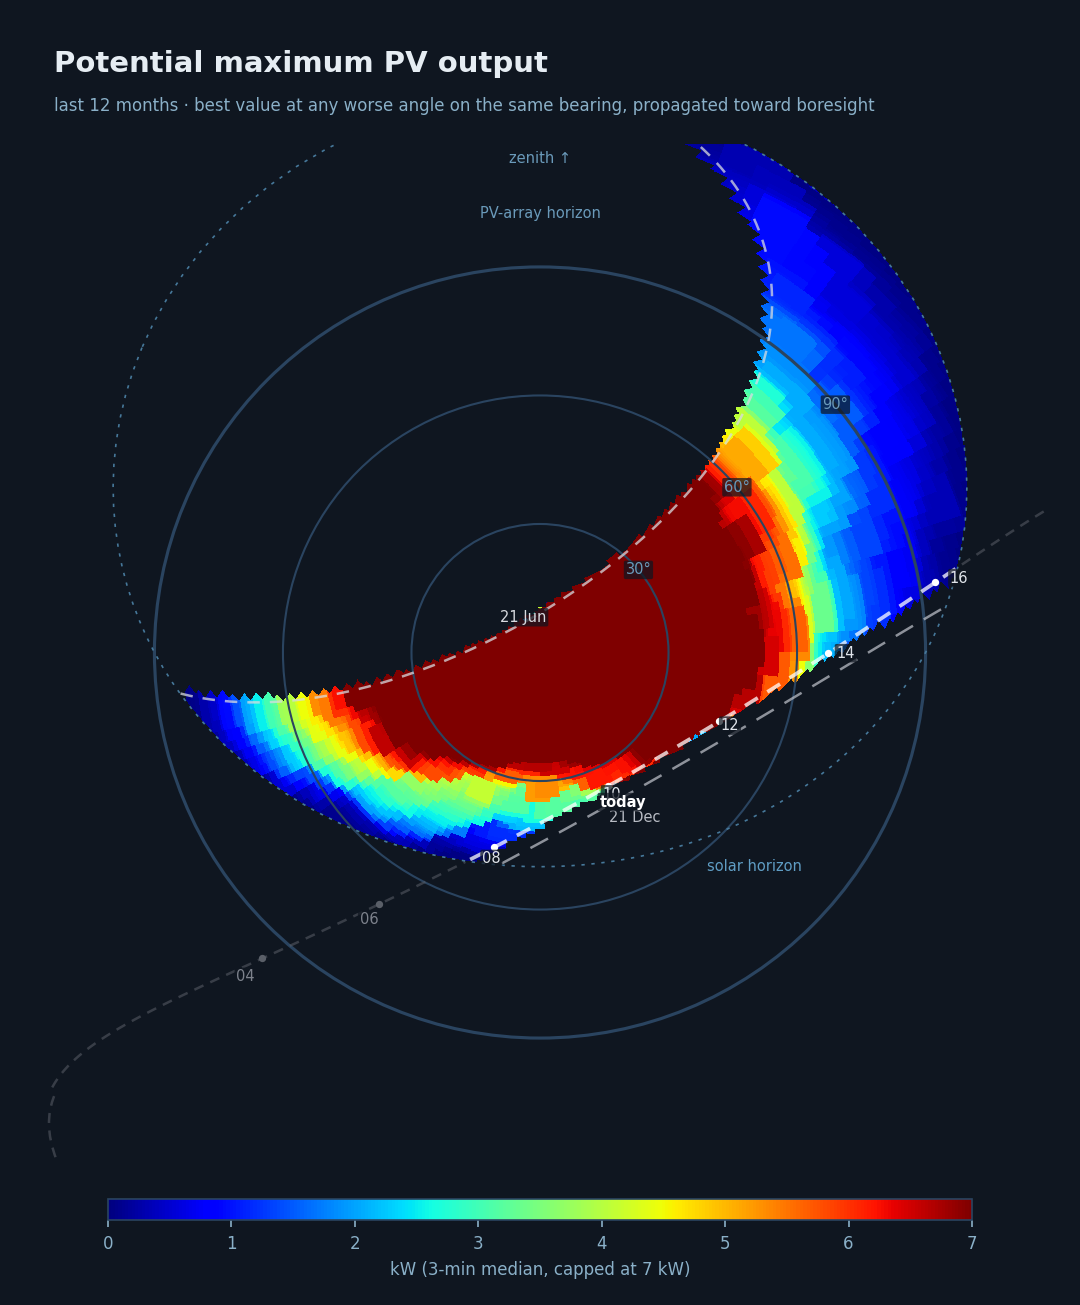 Potential maximum PV output
last 12 months · best value at any worse angle on the same bearing, propagated toward boresight
zenith ↑
PV-array horizon
90°
60°
30°
16
21 Jun
14
12
10
today
21 Dec
08
solar horizon
06
04
0 1 2 3 4 5 6 7
kW (3-min median, capped at 7 kW)